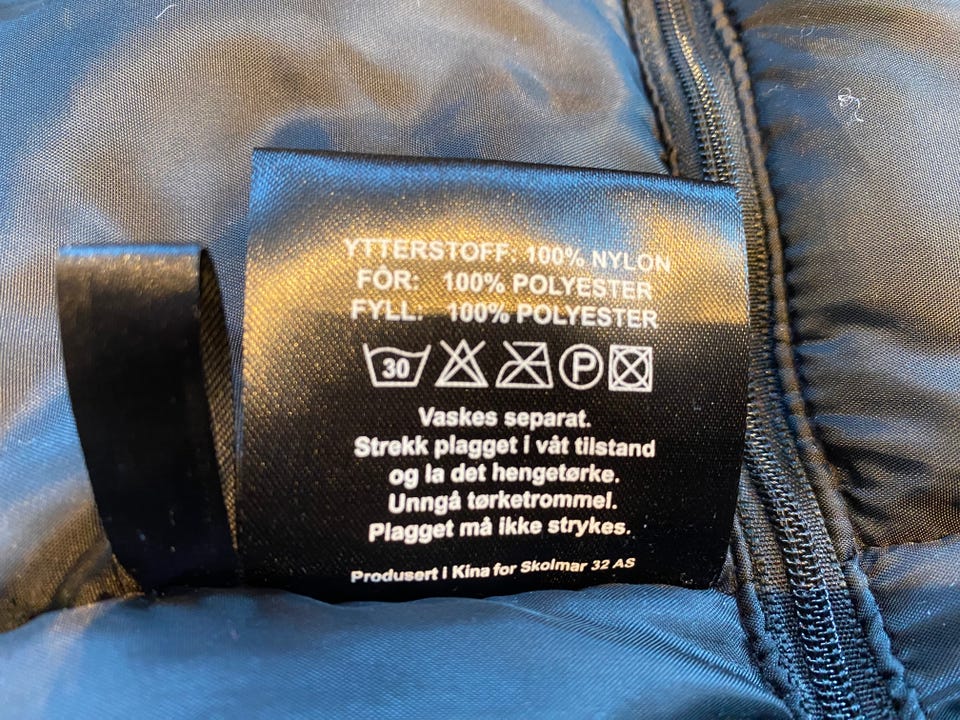 YTTERSTOFF: 100% NYLON
FÔR: 100% POLYESTER
FYLL: 100% POLYESTER
30 P
Vaskes separat.
Strekk plagget i våt tilstand
og la det hengetørke.
Unngå tørketrommel.
Plagget må ikke strykes.
Produsert i Kina for Skolmar 32 AS